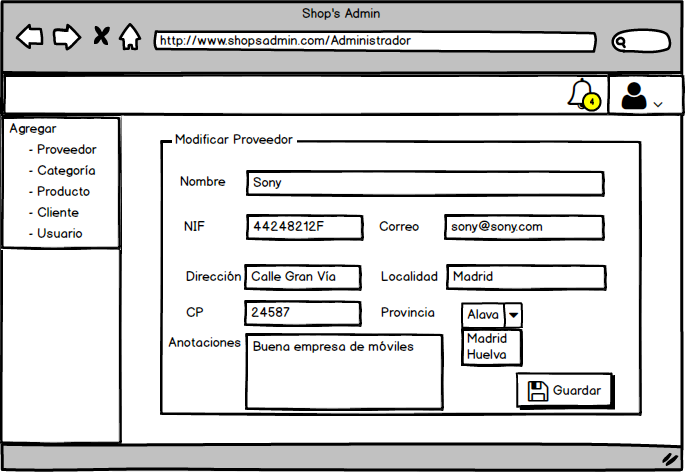 Shop's Admin
http://www.shopsadmin.com/Administrador
4
Agregar
- Proveedor
- Categoría
- Producto
- Cliente
- Usuario
Modificar Proveedor
Nombre Sony
NIF 44248212F Correo sony@sony.com
Dirección Calle Gran Vía Localidad Madrid
CP 24587 Provincia Alava
Madrid
Huelva
Anotaciones Buena empresa de móviles
Guardar